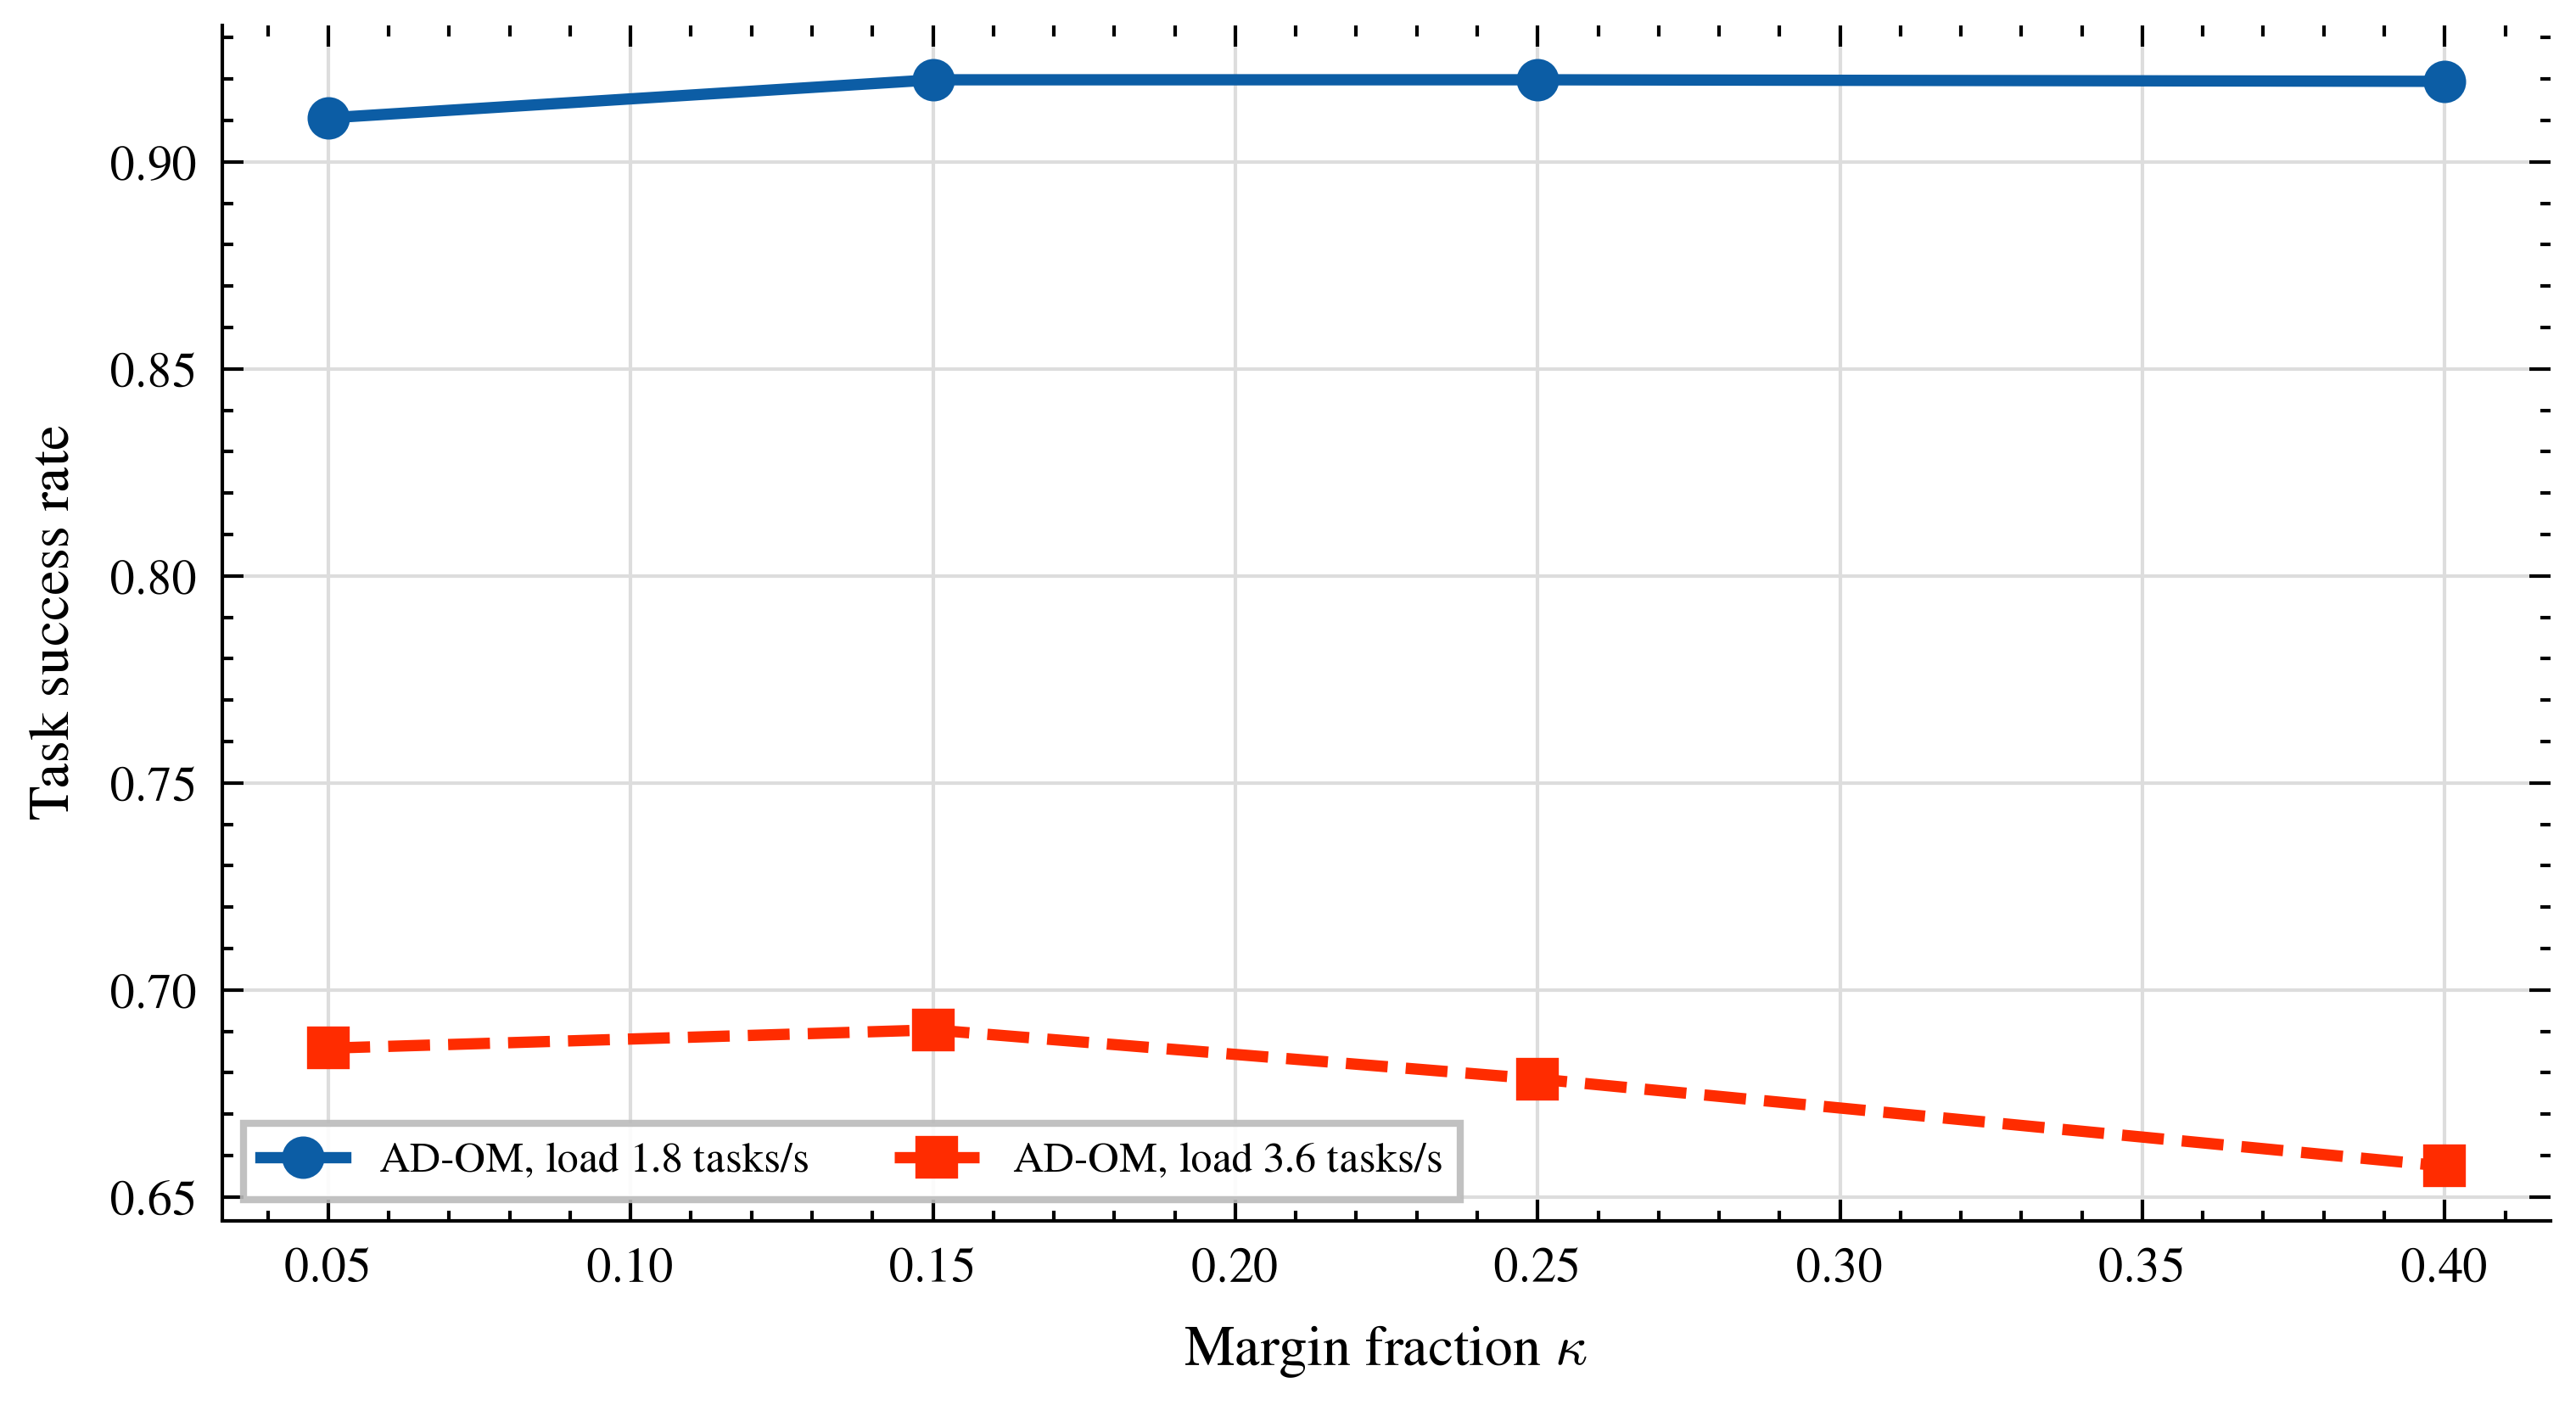 0.90
0.85
0.80
0.75
0.70
0.65
Task success rate
AD-OM, load 1.8 tasks/s
AD-OM, load 3.6 tasks/s
0.05 0.10 0.15 0.20 0.25 0.30 0.35 0.40
Margin fraction κ